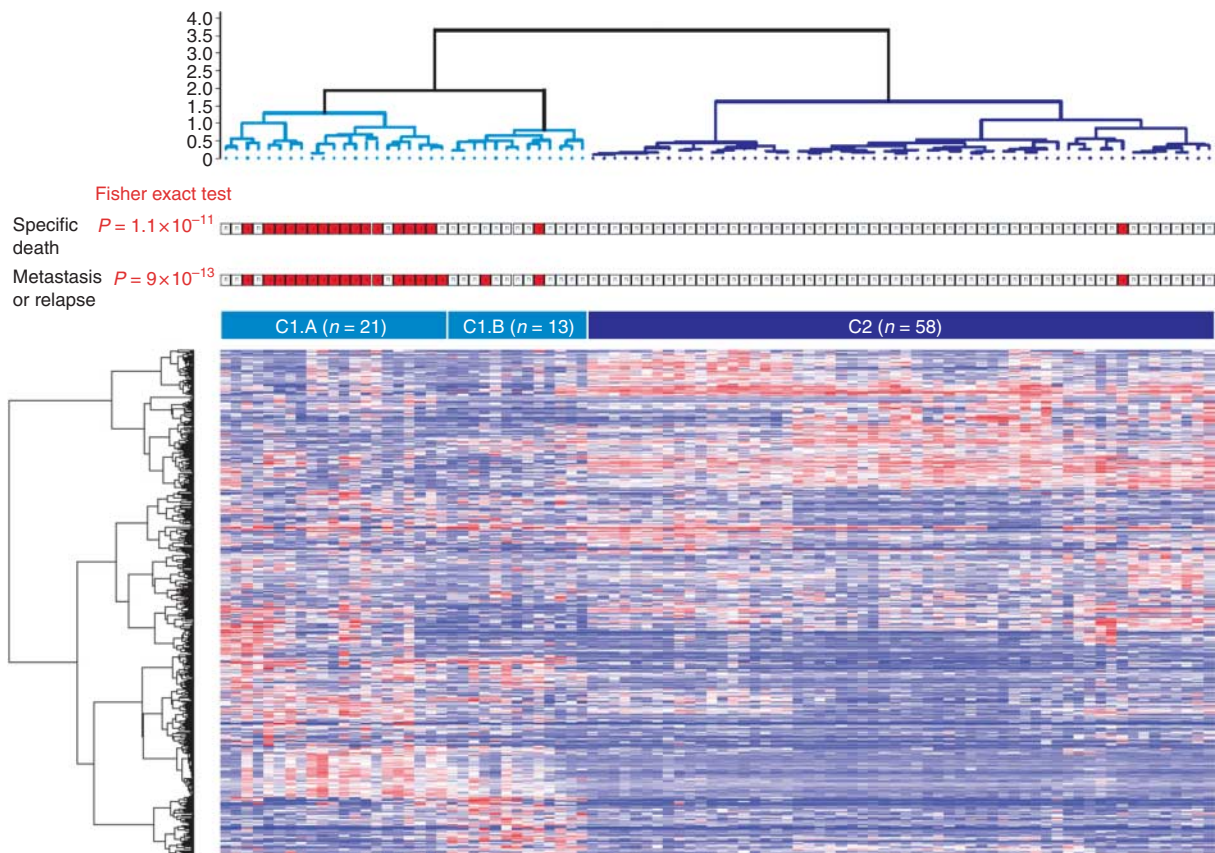 4.0
3.5
3.0
2.5
2.0
1.5
1.0
0.5
0
Fisher exact test
Specific death P = 1.1×10⁻¹¹
Metastasis or relapse P = 9×10⁻¹³
C1.A (n = 21) C1.B (n = 13) C2 (n = 58)